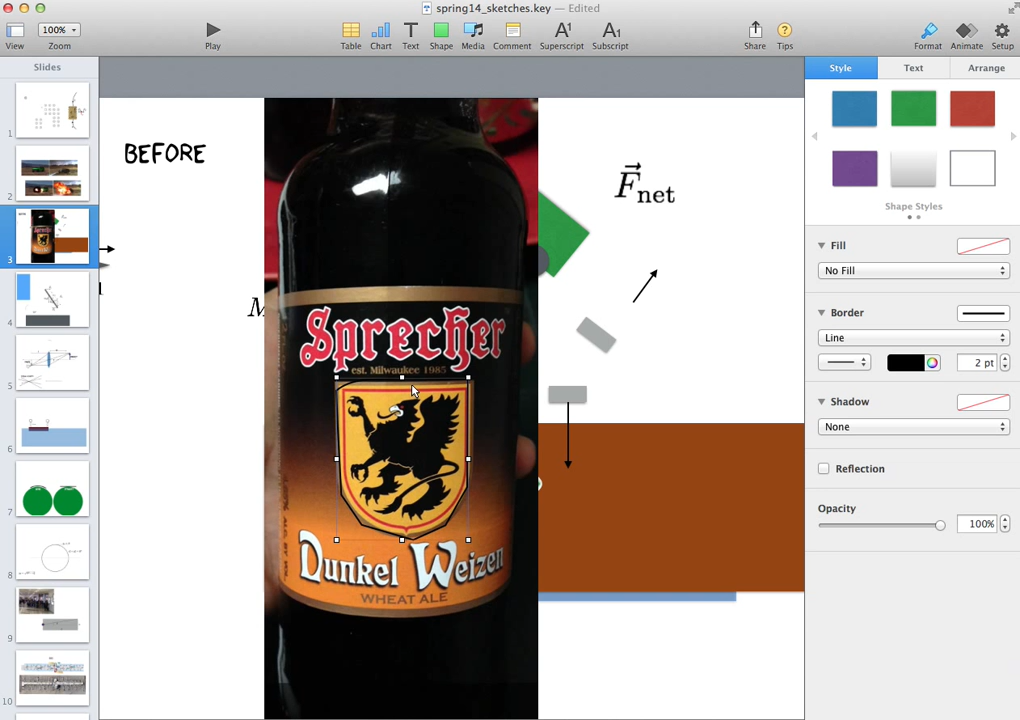 spring14_sketches.key — Edited
100%
View
Zoom
Play
Table
Chart
Text
Shape
Media
Comment
Superscript
Subscript
Share
Tips
Format
Animate
Setup
Slides
1
2
3
4
5
6
7
8
9
10
BEFORE
M
F⃗net
Sprecher
est. Milwaukee 1985
Dunkel Weizen
WHEAT ALE
Style
Text
Arrange
Shape Styles
Fill
No Fill
Border
Line
2 pt
Shadow
None
Reflection
Opacity
100%